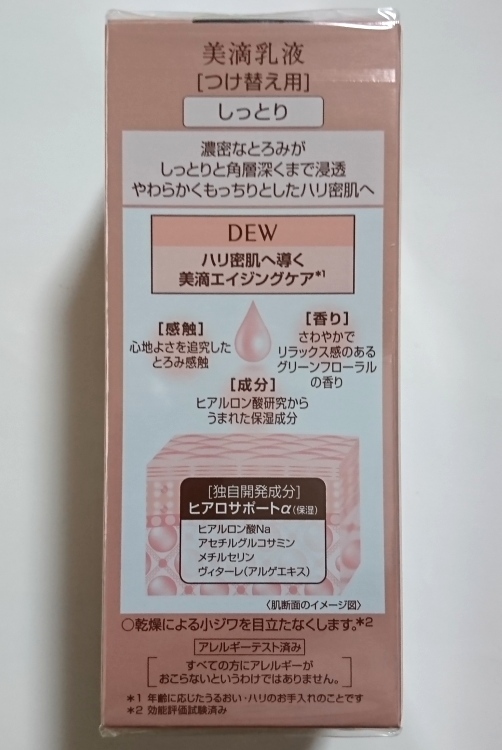 美滴乳液
[つけ替え用]
しっとり
濃密なとろみが
しっとりと角層深くまで浸透
やわらかくもっちりとしたハリ密肌へ
DEW
ハリ密肌へ導く
美滴エイジングケア*1
[感触]
心地よさを追究した
とろみ感触
[香り]
さわやかで
リラックス感のある
グリーンフローラル
の香り
[成分]
ヒアルロン酸研究から
うまれた保湿成分
[独自開発成分]
ヒアロサポートα(保湿)
ヒアルロン酸Na
アセチルグルコサミン
メチルセリン
ヴィターレ(アルゲエキス)
〈肌断面のイメージ図〉
○乾燥による小ジワを目立たなくします。*2
アレルギーテスト済み
すべての方にアレルギーが
おこらないというわけではありません。
*1 年齢に応じたうるおい・ハリのお手入れのことです
*2 効能評価試験済み